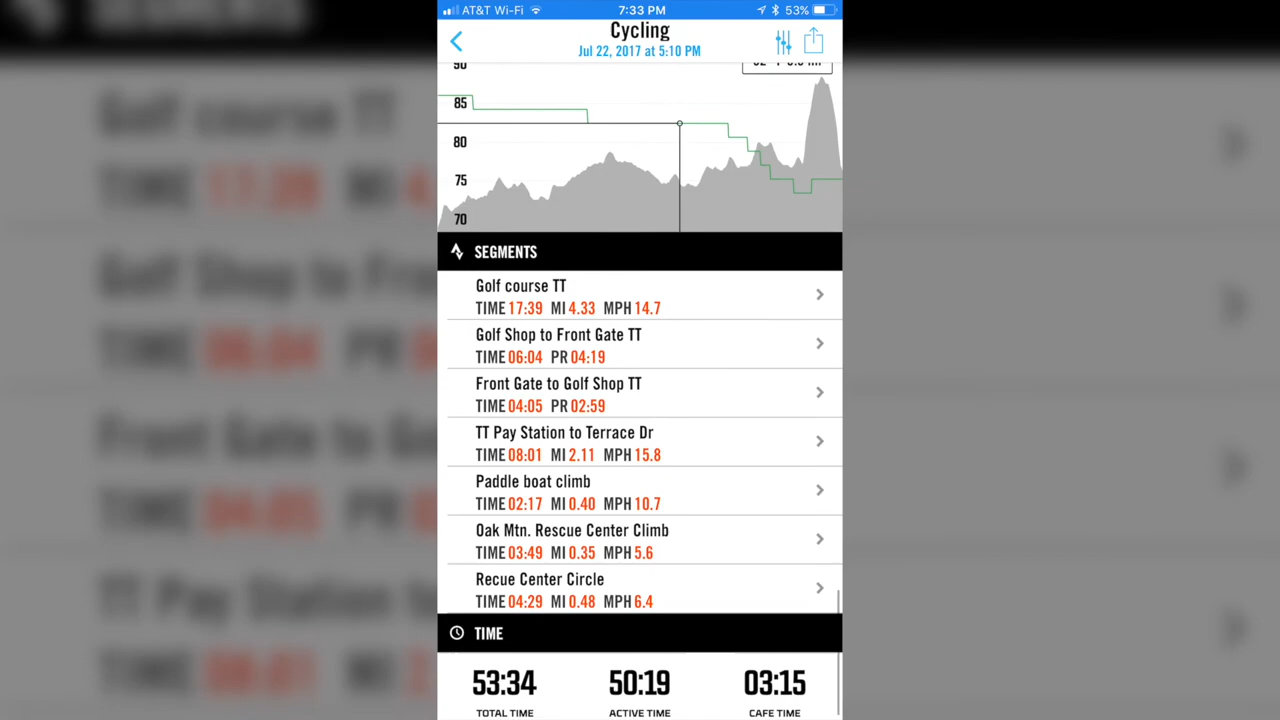 AT&T Wi-Fi 7:33 PM 53%
Cycling
Jul 22, 2017 at 5:10 PM
90
85
80
75
70
SEGMENTS
Golf course TT
TIME 17:39 MI 4.33 MPH 14.7
Golf Shop to Front Gate TT
TIME 06:04 PR 04:19
Front Gate to Golf Shop TT
TIME 04:05 PR 02:59
TT Pay Station to Terrace Dr
TIME 08:01 MI 2.11 MPH 15.8
Paddle boat climb
TIME 02:17 MI 0.40 MPH 10.7
Oak Mtn. Rescue Center Climb
TIME 03:49 MI 0.35 MPH 5.6
Recue Center Circle
TIME 04:29 MI 0.48 MPH 6.4
TIME
53:34 50:19 03:15
TOTAL TIME ACTIVE TIME CAFE TIME